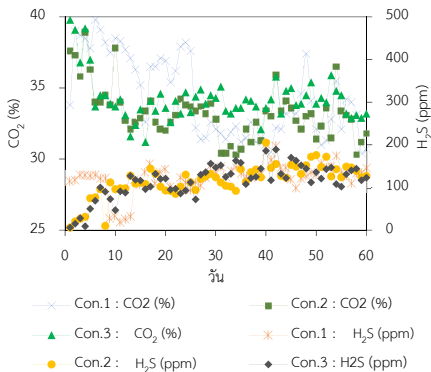 40
35
30
25
CO2 (%)
500
400
300
200
100
0
H2S (ppm)
0 10 20 30 40 50 60
วัน
Con.1 : CO2 (%)
Con.2 : CO2 (%)
Con.3 : CO2 (%)
Con.1 : H2S (ppm)
Con.2 : H2S (ppm)
Con.3 : H2S (ppm)